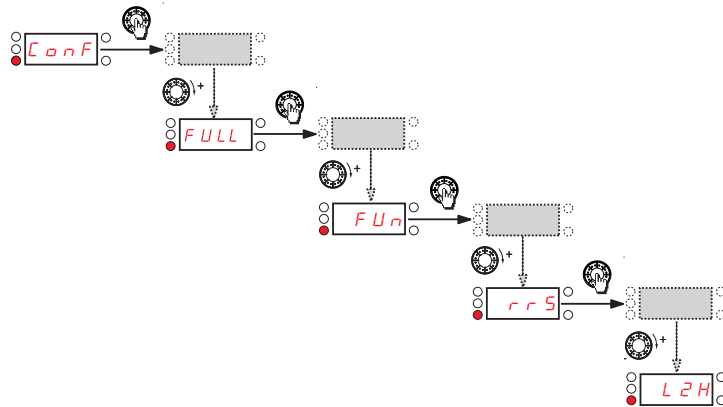 ConF
+
FULL
+
FUn
+
rrS
+
L2H